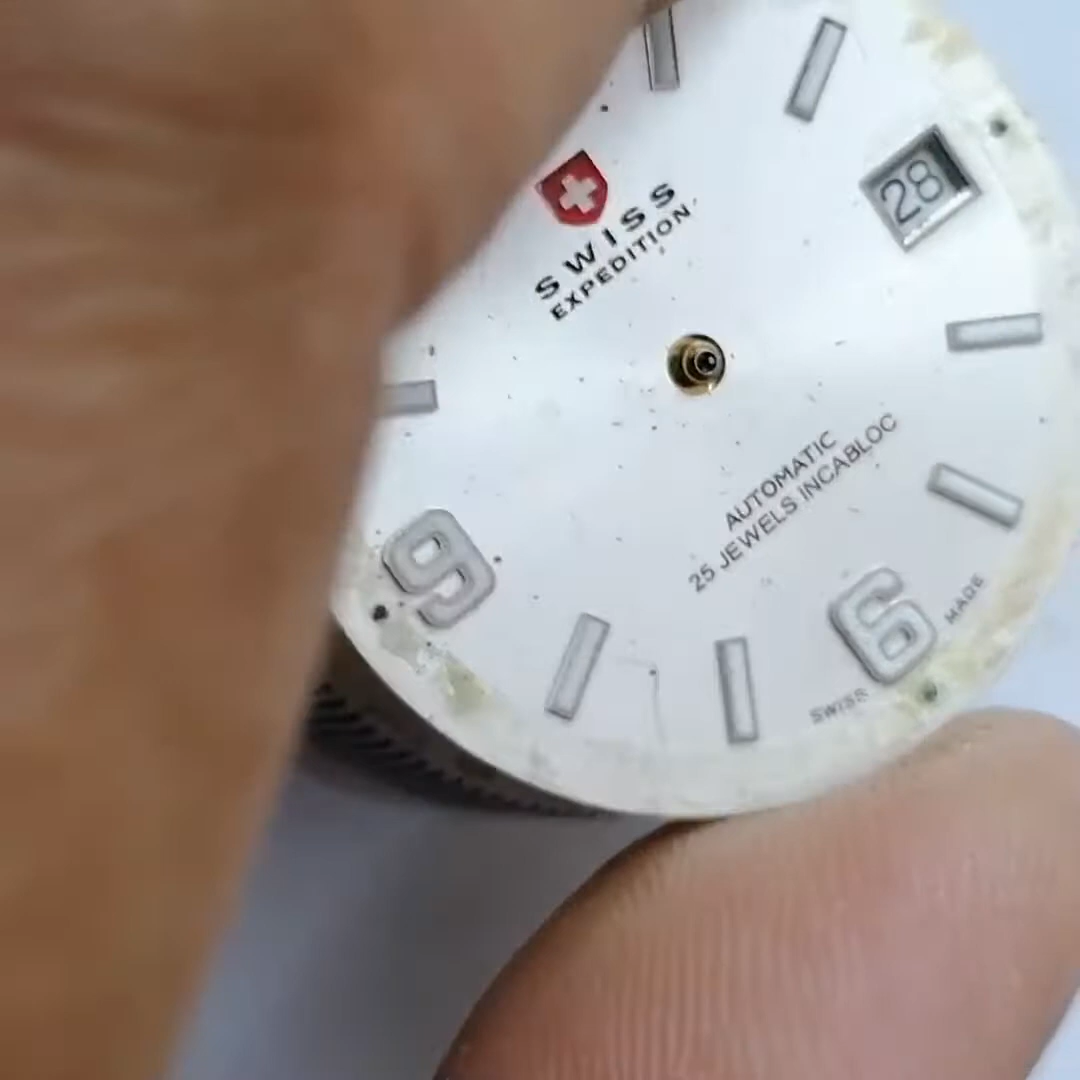 SWISS
EXPEDITION
28
AUTOMATIC
25 JEWELS INCABLOC
9
6
SWISS MADE